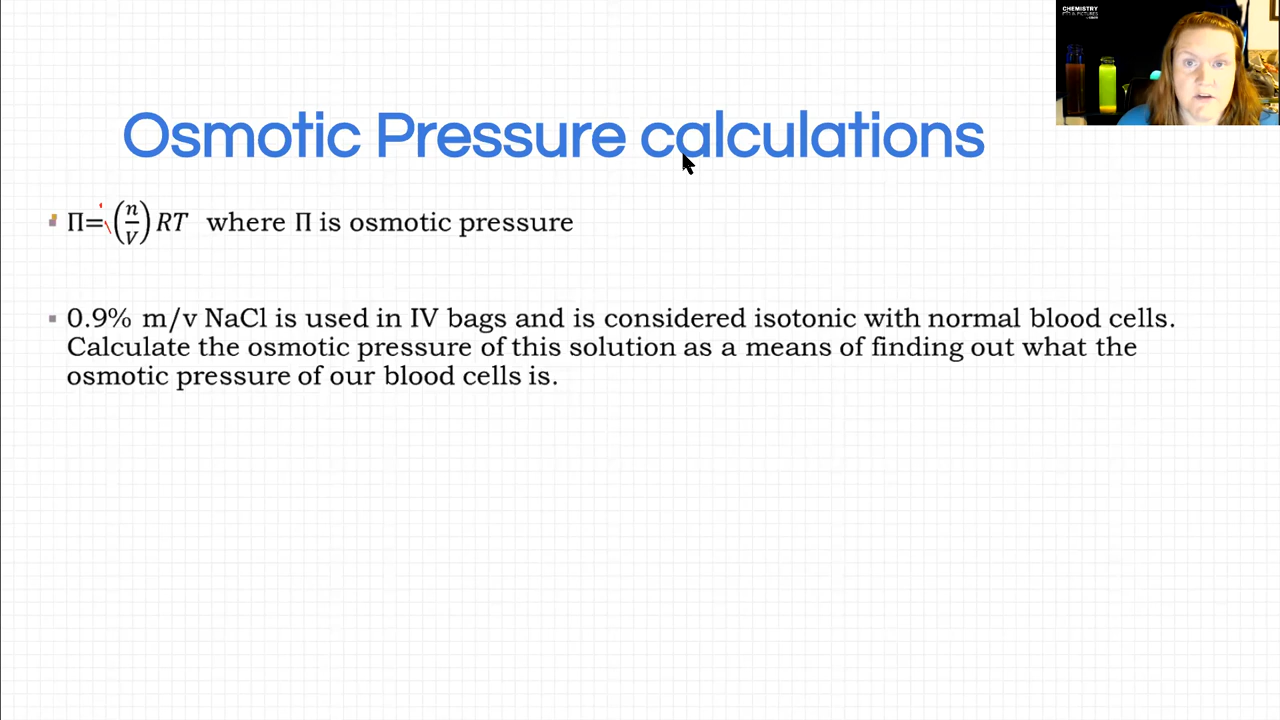 CHEMISTRY
Osmotic Pressure calculations
Π=i(n/V)RT where Π is osmotic pressure
0.9% m/v NaCl is used in IV bags and is considered isotonic with normal blood cells.
Calculate the osmotic pressure of this solution as a means of finding out what the
osmotic pressure of our blood cells is.